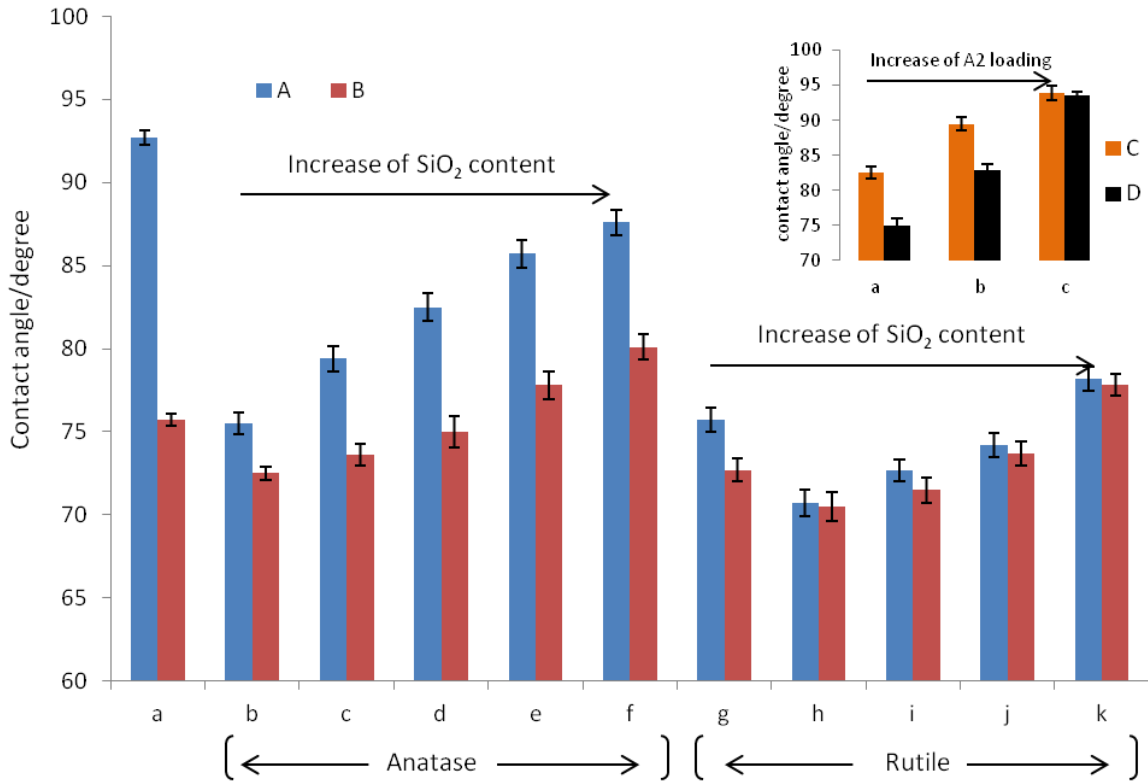 100
95
90
85
80
75
70
65
60
Contact angle/degree
A B
Increase of SiO₂ content
a b c d e f g h i j k
Anatase
Rutile
Increase of SiO₂ content
100
95
90
85
80
75
70
contact angle/degree
Increase of A2 loading
a b c
C
D